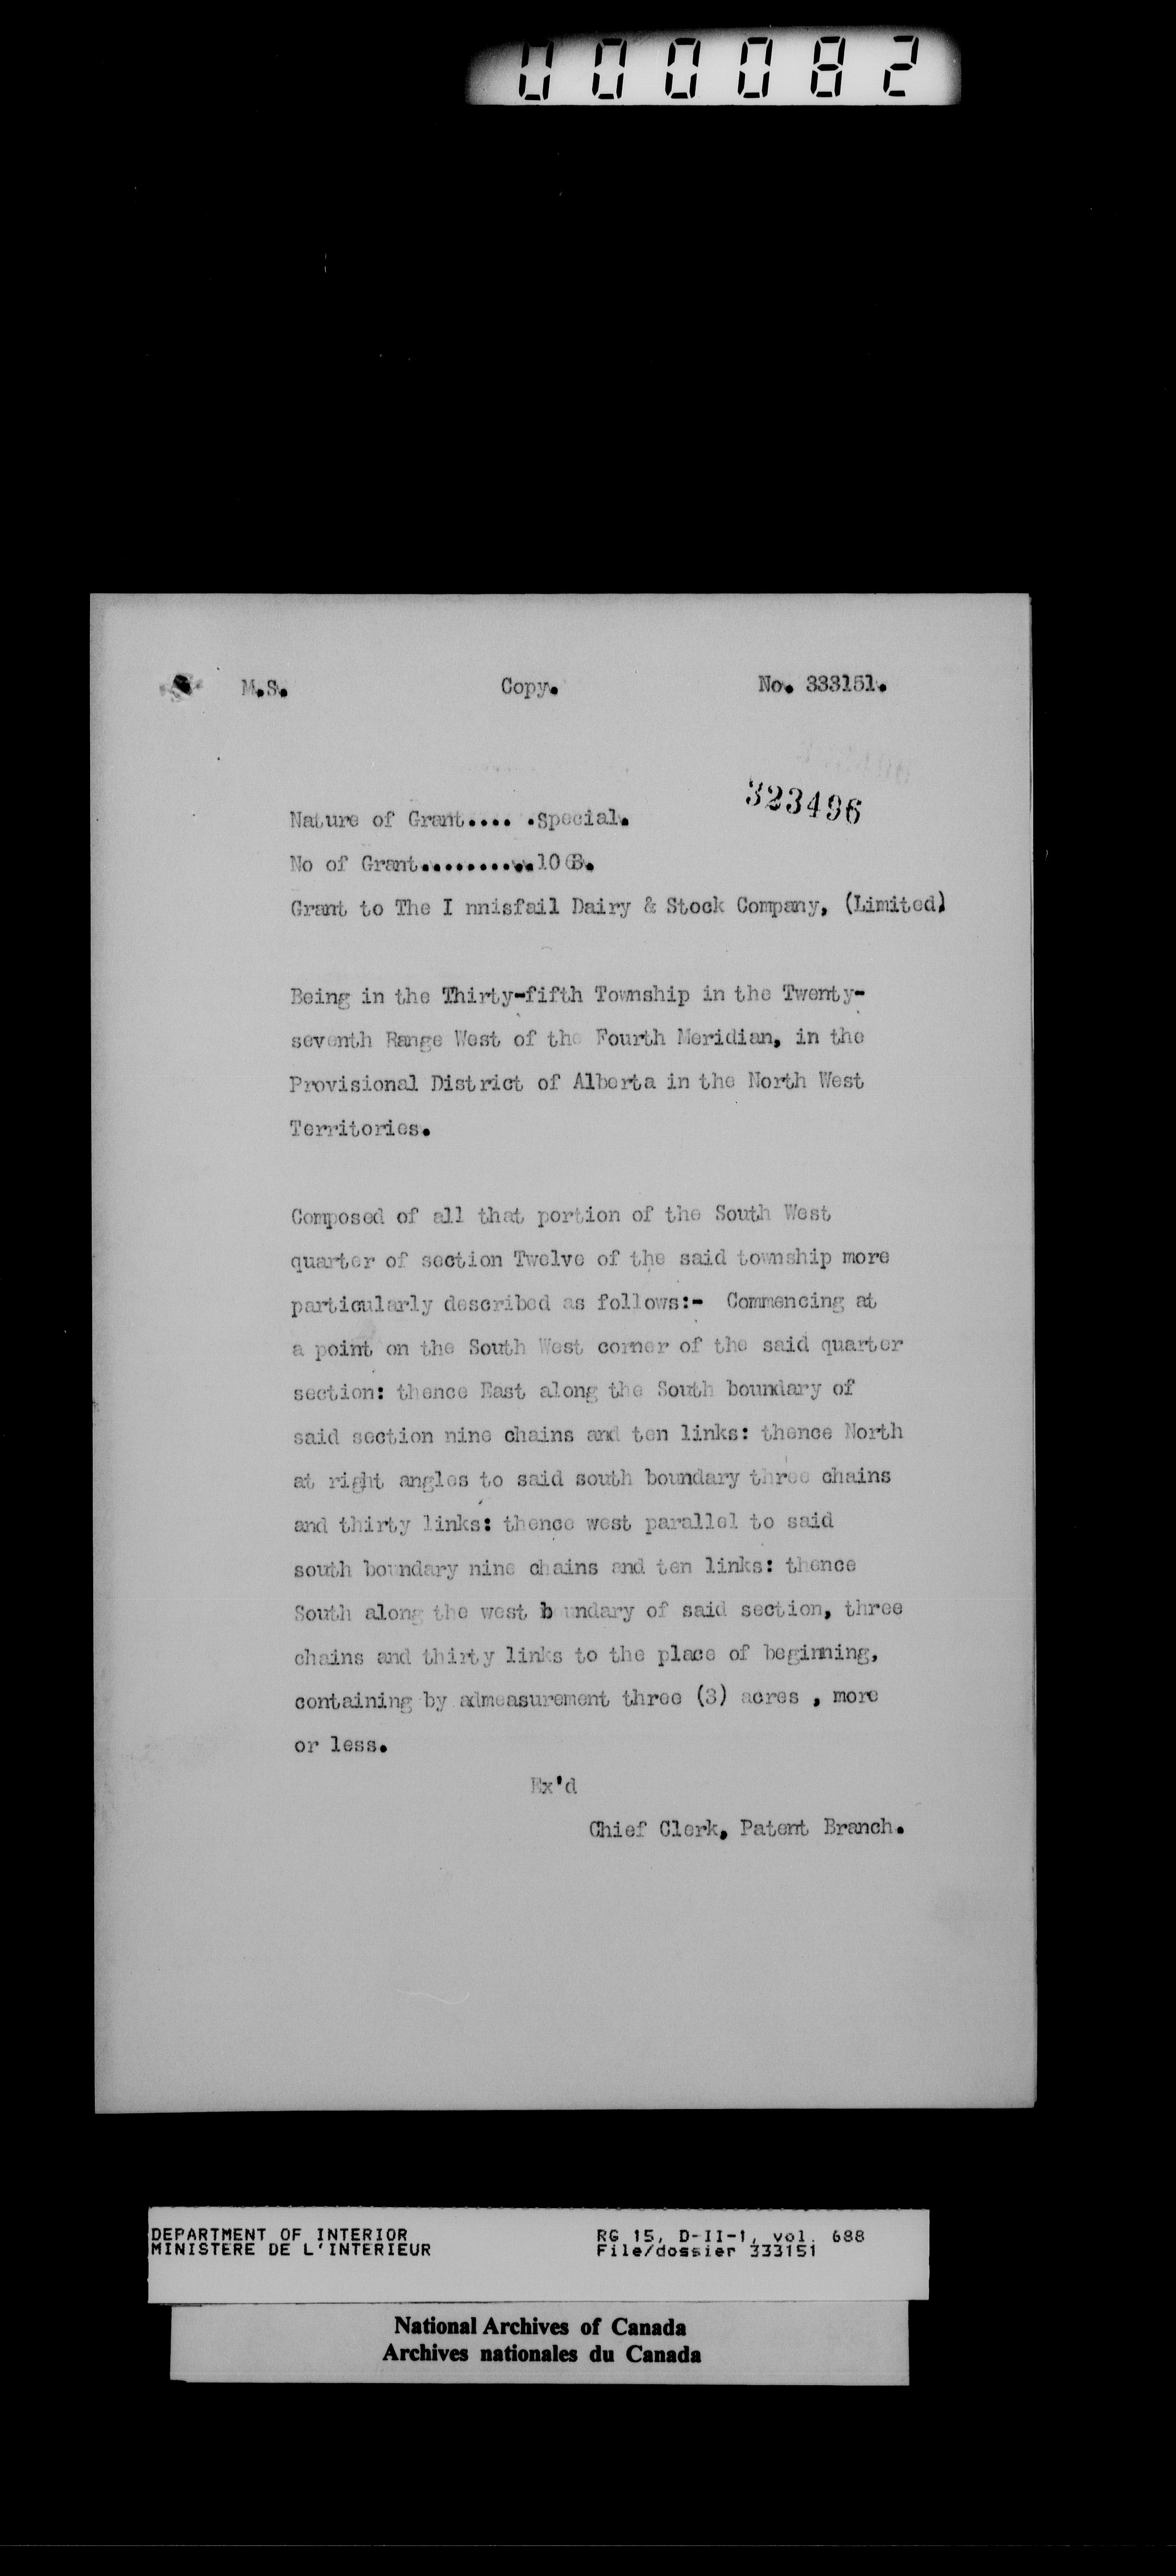 000082
M.S. Copy. No. 333151.
323496
Nature of Grant.... .Special.
No of Grant...........
Grant to The I nnisfail Dairy & Stock Company, (Limited)
Being in the Thirty-fifth Township in the Twenty-
seventh Range West of the Fourth Meridian, in the
Provisional District of Alberta in the North West
Territories.
Composed of all that portion of the South West
quarter of section Twelve of the said township more
particularly described as follows:- Commencing at
a point on the South West corner of the said quarter
section: thence East along the South boundary of
said section nine chains and ten links: thence North
at right angles to said south boundary three chains
and thirty links: thence west parallel to said
south boundary nine chains and ten links: thence
South along the west b undary of said section, three
chains and thirty links to the place of beginning,
containing by admeasurement three (3) acres , more
or less.
Ex'd
Chief Clerk, Patent Branch.
DEPARTMENT OF INTERIOR RG 15, D-II-1, vol. 688
MINISTERE DE L'INTERIEUR File/dossier 333151
National Archives of Canada
Archives nationales du Canada